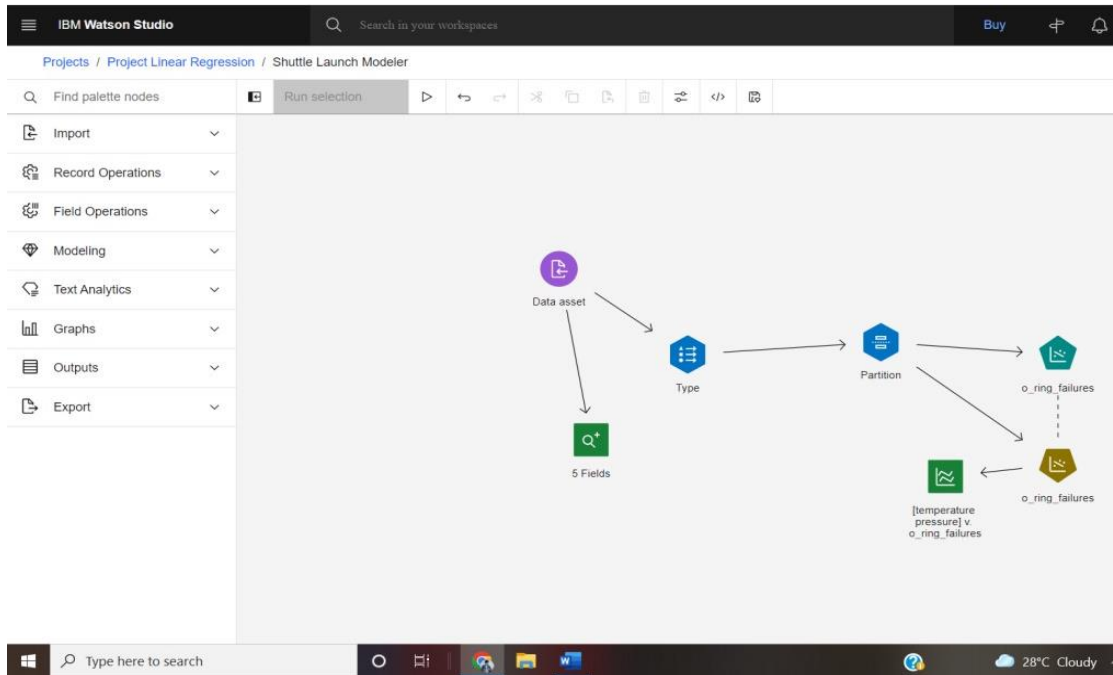 IBM Watson Studio
Search in your workspaces
Buy
Projects / Project Linear Regression / Shuttle Launch Modeler
Find palette nodes
Run selection
Import
Record Operations
Field Operations
Modeling
Text Analytics
Graphs
Outputs
Export
Data asset
Type
Partition
o_ring_failures
5 Fields
o_ring_failures
[temperature
pressure] v.
o_ring_failures
Type here to search
28°C Cloudy